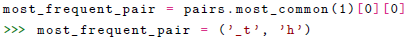 most_frequent_pair = pairs.most_common(1)[0][0]
>>> most_frequent_pair = ('_t', 'h')